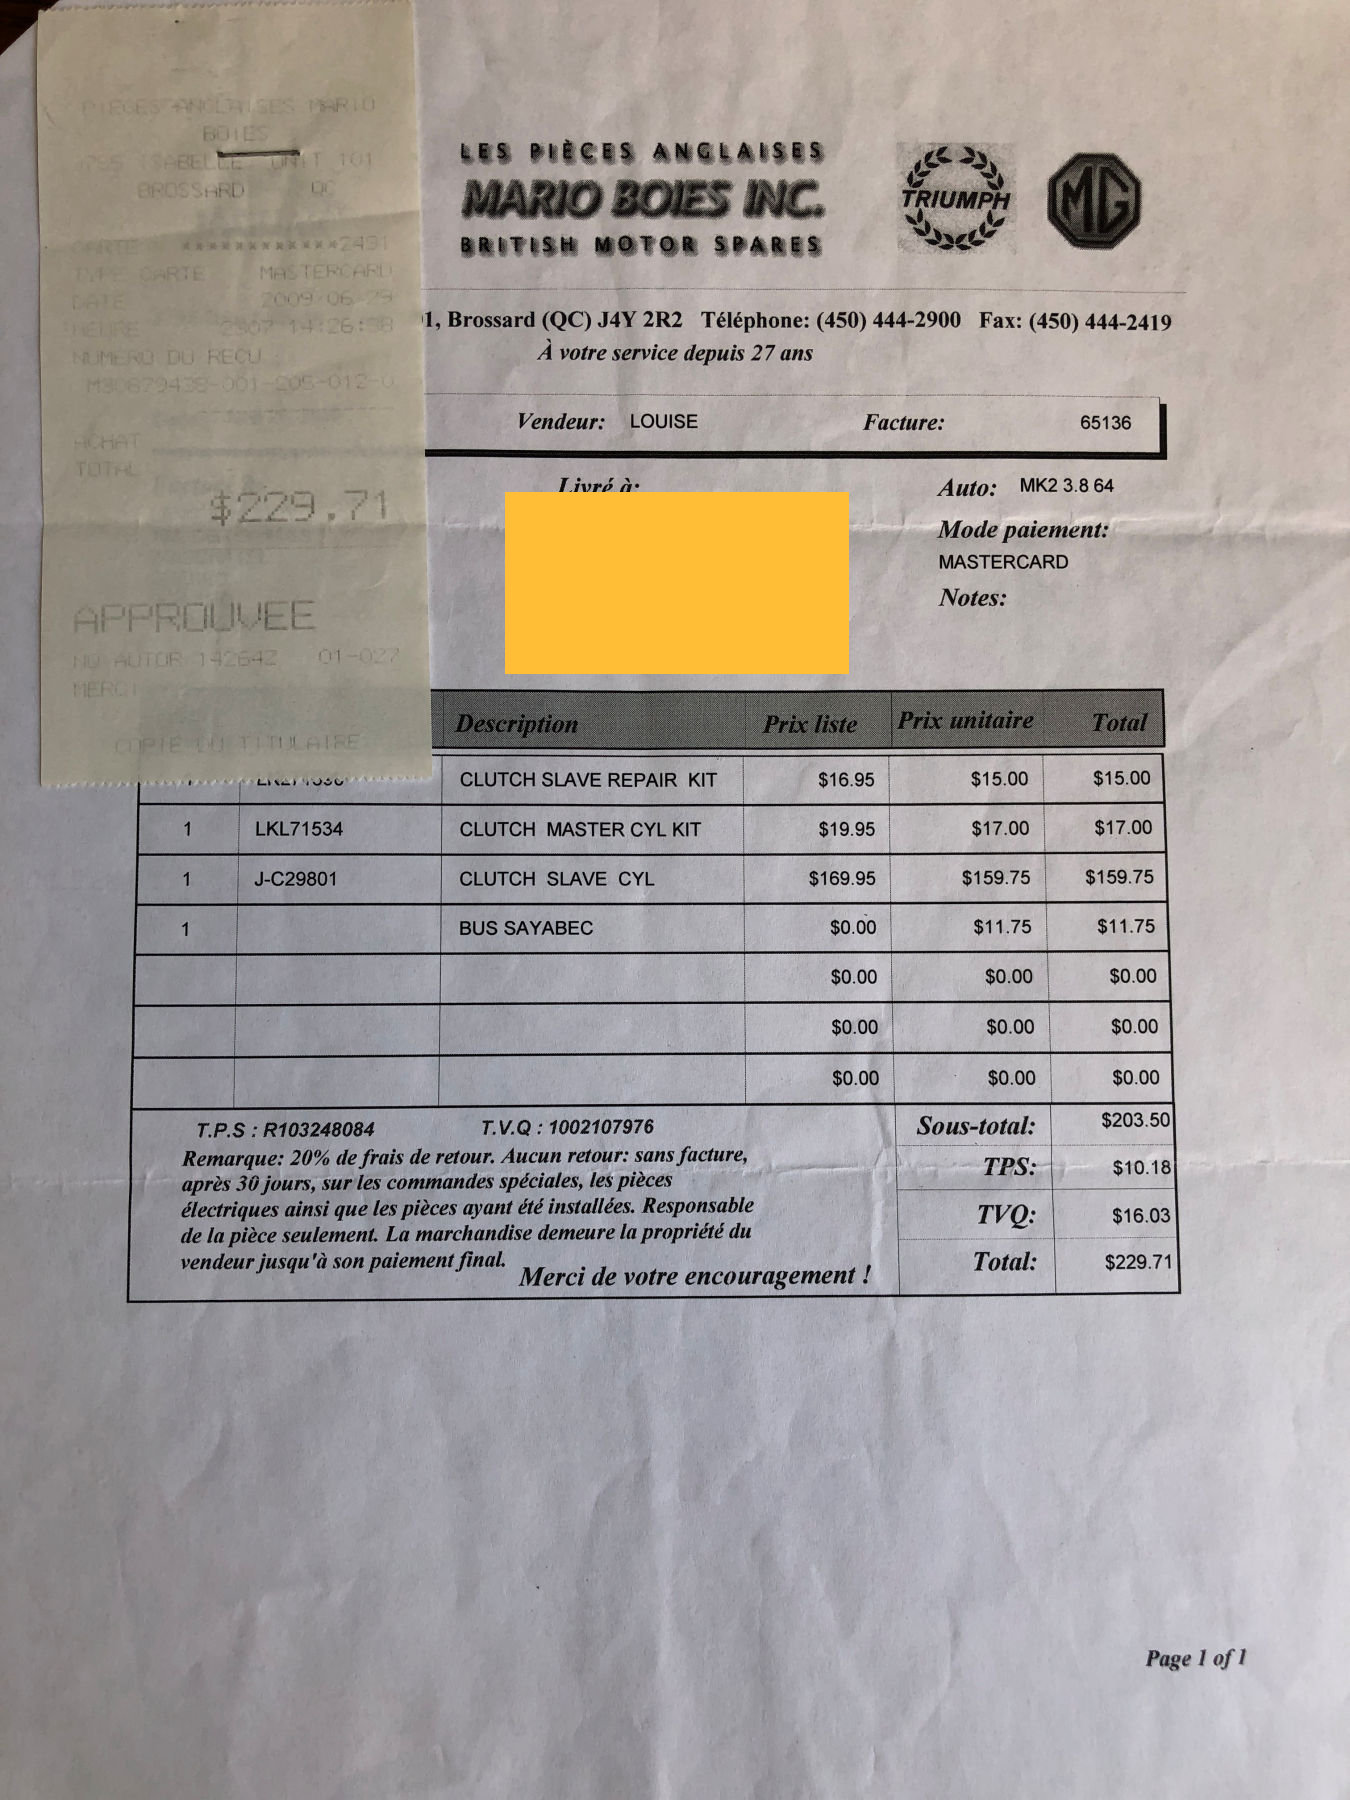 PIECES ANGLAISES MARIO
BOIES
ISABELLE UNIT 101
BROSSARD QC
CARTE ************2431
TYPE CARTE MASTERCARD
DATE 2009/06/29
HEURE 14:26:58
NUMERO DU RECU
ACHAT
TOTAL
$229.71
APPROUVEE
NO AUTOR 142642 01-027
MERCI
COPIE DU TITULAIRE
LES PIÈCES ANGLAISES
MARIO BOIES INC.
BRITISH MOTOR SPARES
TRIUMPH
MG
1, Brossard (QC) J4Y 2R2 Téléphone: (450) 444-2900 Fax: (450) 444-2419
À votre service depuis 27 ans
Vendeur: LOUISE Facture: 65136
Livré à:
Auto: MK2 3.8 64
Mode paiement:
MASTERCARD
Notes:
Description Prix liste Prix unitaire Total
1 CLUTCH SLAVE REPAIR KIT $16.95 $15.00 $15.00
1 LKL71534 CLUTCH MASTER CYL KIT $19.95 $17.00 $17.00
1 J-C29801 CLUTCH SLAVE CYL $169.95 $159.75 $159.75
1 BUS SAYABEC $0.00 $11.75 $11.75
$0.00 $0.00 $0.00
$0.00 $0.00 $0.00
$0.00 $0.00 $0.00
T.P.S : R103248084 T.V.Q : 1002107976
Remarque: 20% de frais de retour. Aucun retour: sans facture,
après 30 jours, sur les commandes spéciales, les pièces
électriques ainsi que les pièces ayant été installées. Responsable
de la pièce seulement. La marchandise demeure la propriété du
vendeur jusqu'à son paiement final.
Merci de votre encouragement !
Sous-total: $203.50
TPS: $10.18
TVQ: $16.03
Total: $229.71
Page 1 of 1